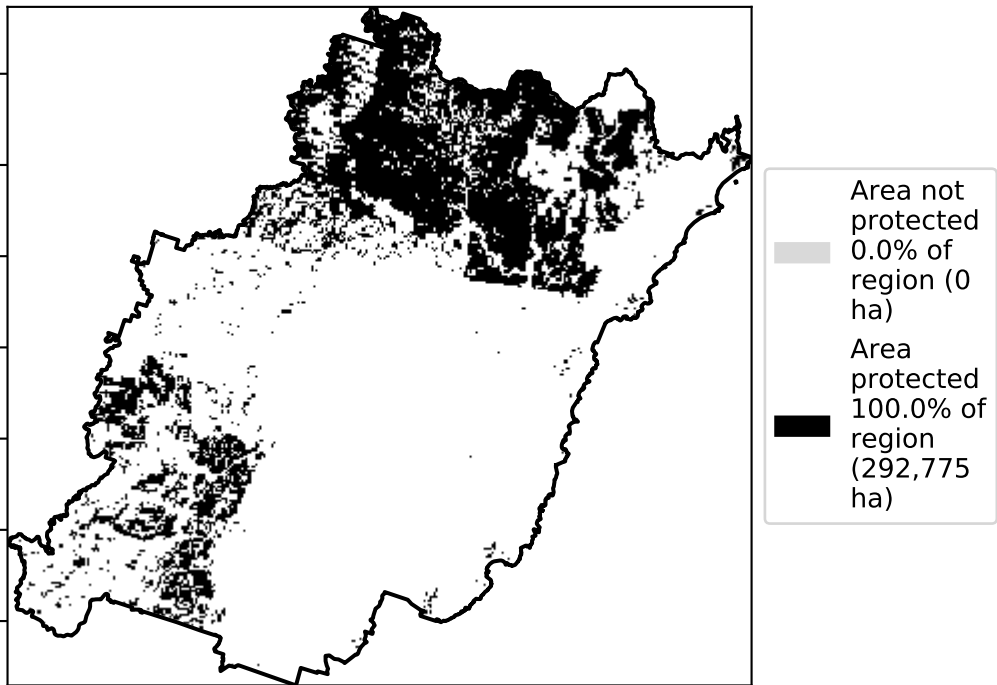 Area not
protected
0.0% of
region (0
ha)
Area
protected
100.0% of
region
(292,775
ha)